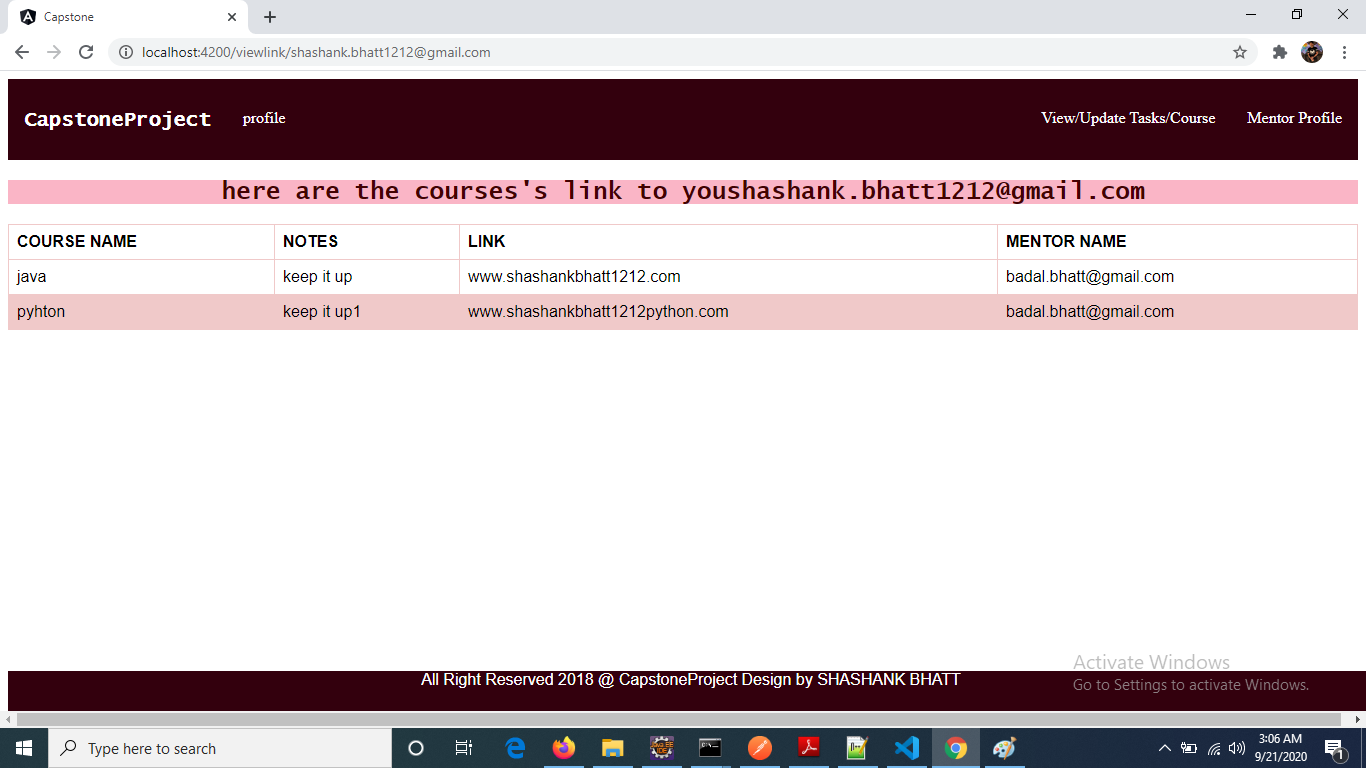 Capstone
localhost:4200/viewlink/shashank.bhatt1212@gmail.com
CapstoneProject profile View/Update Tasks/Course Mentor Profile
here are the courses's link to youshashank.bhatt1212@gmail.com
COURSE NAME NOTES LINK MENTOR NAME
java keep it up www.shashankbhatt1212.com badal.bhatt@gmail.com
pyhton keep it up1 www.shashankbhatt1212python.com badal.bhatt@gmail.com
Activate Windows
Go to Settings to activate Windows.
All Right Reserved 2018 @ CapstoneProject Design by SHASHANK BHATT
Type here to search
3:06 AM
9/21/2020
1